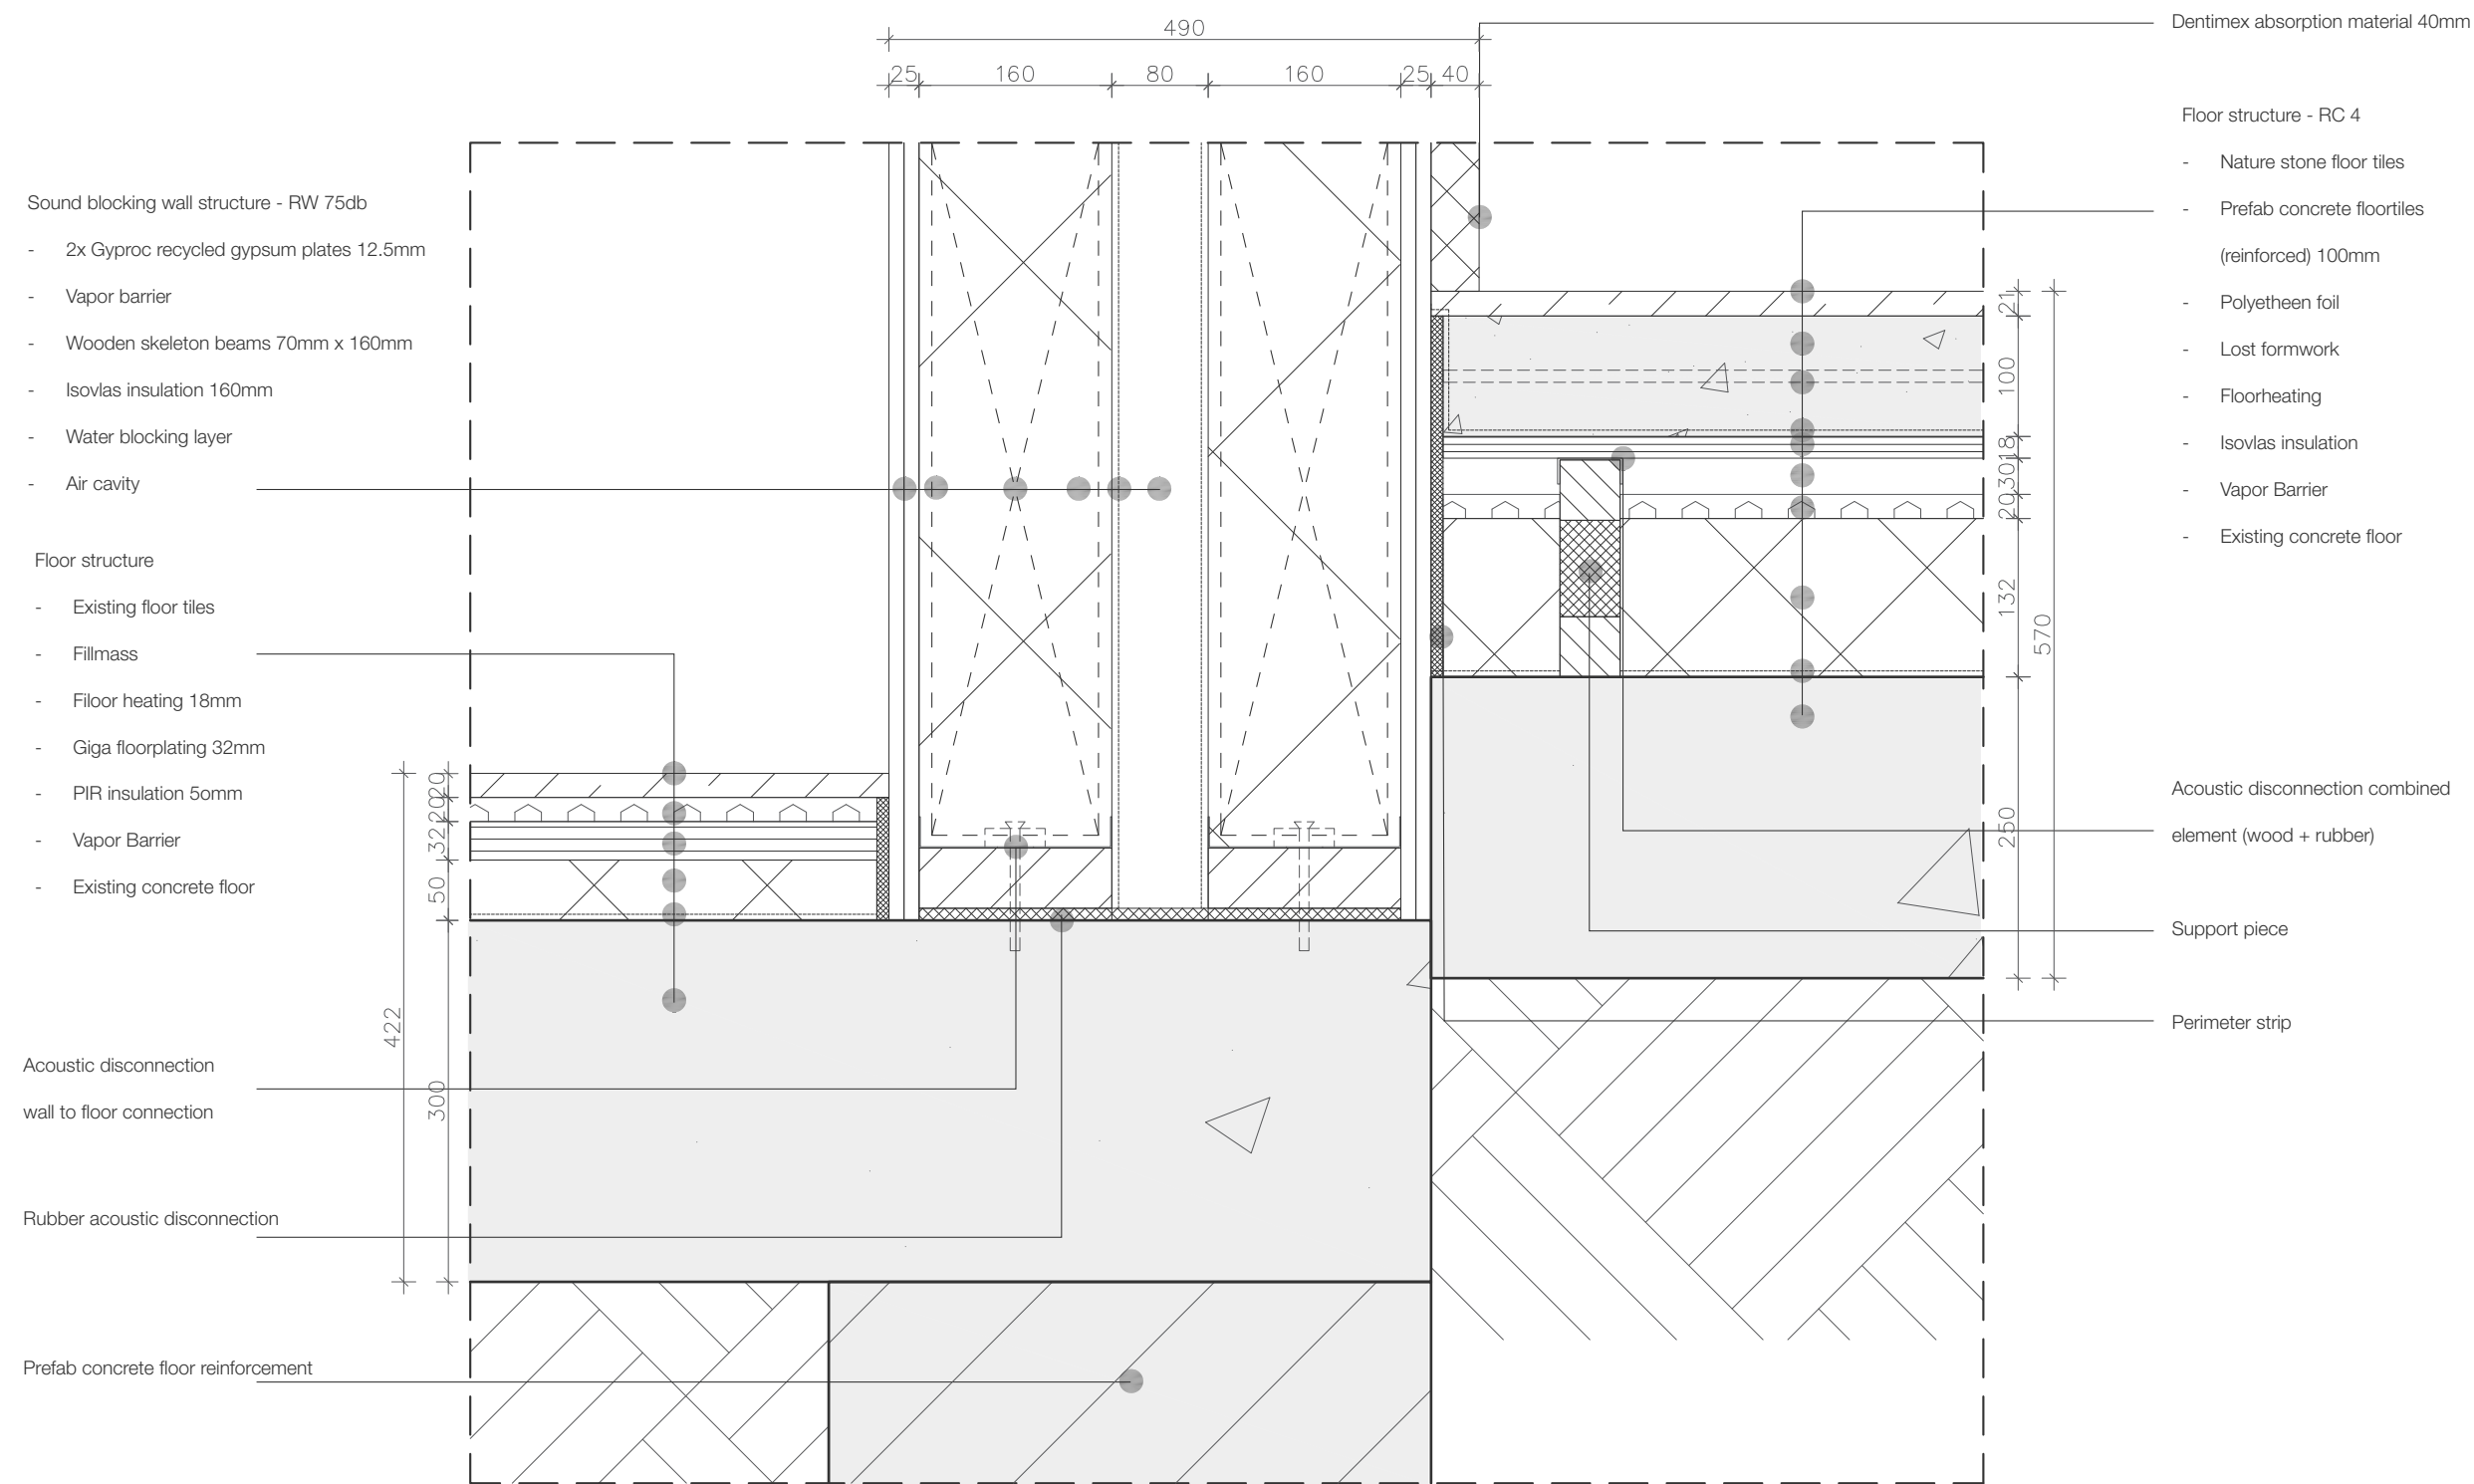 Dentimex absorption material 40mm
490
25 160 80 160 25 40
Floor structure - RC 4
- Nature stone floor tiles
- Prefab concrete floortiles
(reinforced) 100mm
- Polyetheen foil
- Lost formwork
- Floorheating
- Isovlas insulation
- Vapor Barrier
- Existing concrete floor
Sound blocking wall structure - RW 75db
- 2x Gyproc recycled gypsum plates 12.5mm
- Vapor barrier
- Wooden skeleton beams 70mm x 160mm
- Isovlas insulation 160mm
- Water blocking layer
- Air cavity
Floor structure
- Existing floor tiles
- Fillmass
- Filoor heating 18mm
- Giga floorplating 32mm
- PIR insulation 5omm
- Vapor Barrier
- Existing concrete floor
21
100
18
30
20
132
250
570
20
20
32
50
300
422
Acoustic disconnection combined
element (wood + rubber)
Support piece
Perimeter strip
Acoustic disconnection
wall to floor connection
Rubber acoustic disconnection
Prefab concrete floor reinforcement